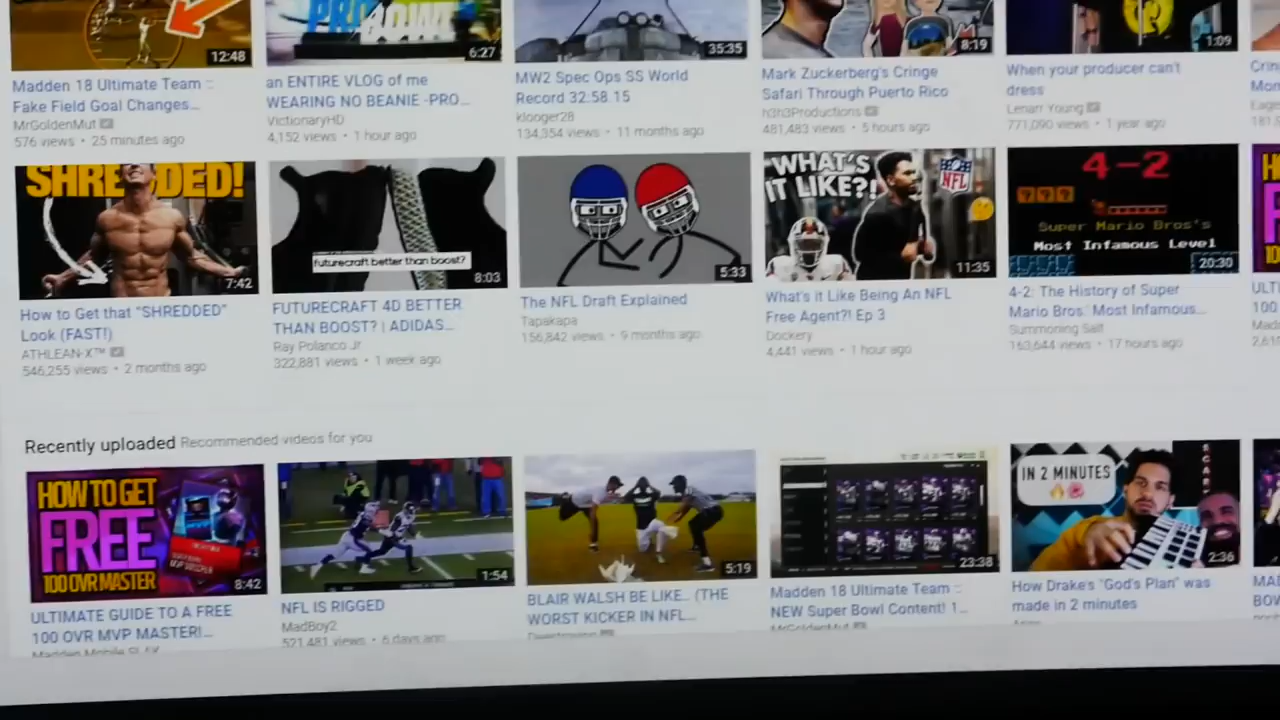 12:48
6:27
35:35
8:19
1:09
Madden 18 Ultimate Team ::
Fake Field Goal Changes...
MrGoldenMut
576 views • 25 minutes ago
an ENTIRE VLOG of me
WEARING NO BEANIE -PRO...
VictionaryHD
4,152 views • 1 hour ago
MW2 Spec Ops SS World
Record 32:58.15
klooger28
134,354 views • 11 months ago
Mark Zuckerberg's Cringe
Safari Through Puerto Rico
h3h3Productions
481,483 views • 5 hours ago
When your producer can't
dress
Lenarr Young
771,090 views • 1 year ago
SHREDDED!
7:42
futurecraft better than boost?
8:03
5:33
WHAT'S
IT LIKE?!
NFL
11:35
4-2
Super Mario Bros's
Most Infamous Level
20:30
How to Get that "SHREDDED"
Look (FAST!)
ATHLEAN-X™
546,255 views • 2 months ago
FUTURECRAFT 4D BETTER
THAN BOOST? | ADIDAS...
Ray Polanco Jr
322,881 views • 1 week ago
The NFL Draft Explained
Tapakapa
156,842 views • 9 months ago
What's it Like Being An NFL
Free Agent?! Ep 3
Dockery
4,441 views • 1 hour ago
4-2: The History of Super
Mario Bros.' Most Infamous...
Summoning Salt
163,644 views • 17 hours ago
Recently uploaded Recommended videos for you
HOW TO GET
FREE
100 OVR MASTER
8:42
1:54
5:19
23:38
IN 2 MINUTES
2:36
ULTIMATE GUIDE TO A FREE
100 OVR MVP MASTER!...
Madden Mobile SLAY
NFL IS RIGGED
MadBoy2
521,481 views • 6 days ago
BLAIR WALSH BE LIKE... (THE
WORST KICKER IN NFL...
Deestroying
Madden 18 Ultimate Team ::
NEW Super Bowl Content! 1...
MrGoldenMut
How Drake's "God's Plan" was
made in 2 minutes